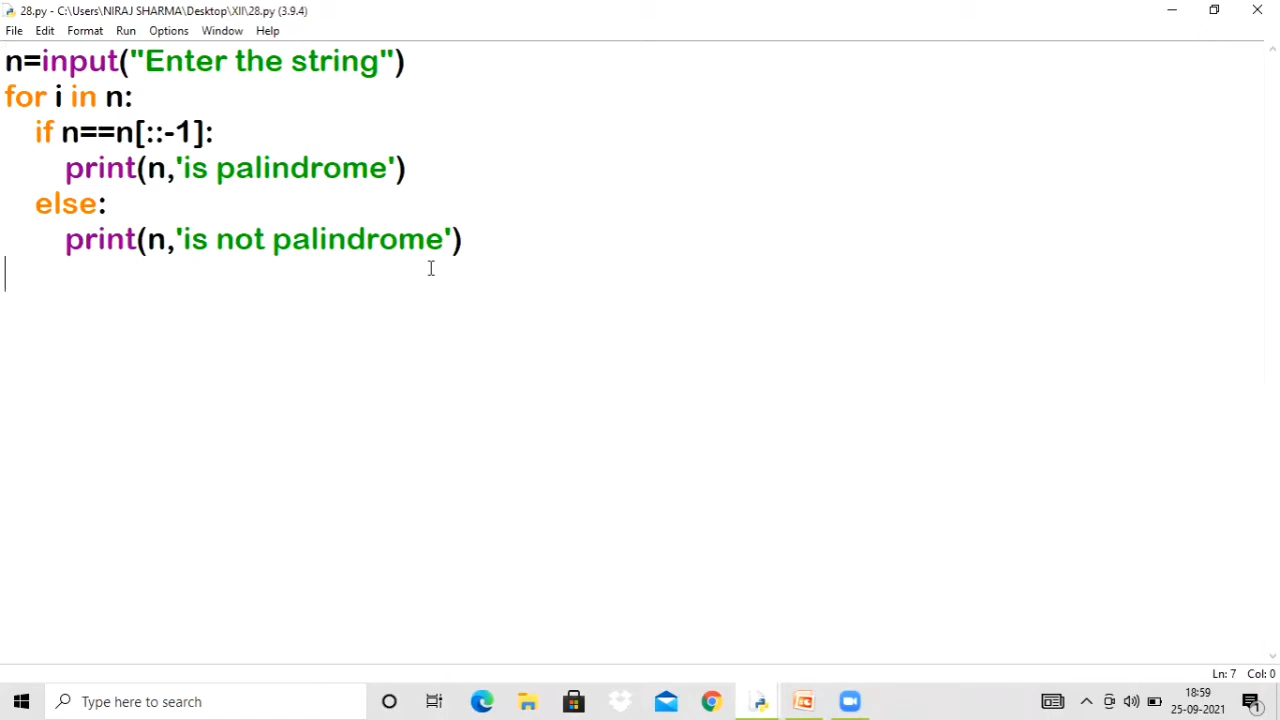 28.py - C:\Users\NIRAJ SHARMA\Desktop\XII\28.py (3.9.4)
File Edit Format Run Options Window Help
n=input("Enter the string")
for i in n:
    if n==n[::-1]:
        print(n,'is palindrome')
    else:
        print(n,'is not palindrome')
Ln: 7 Col: 0
Type here to search
18:59
25-09-2021
1